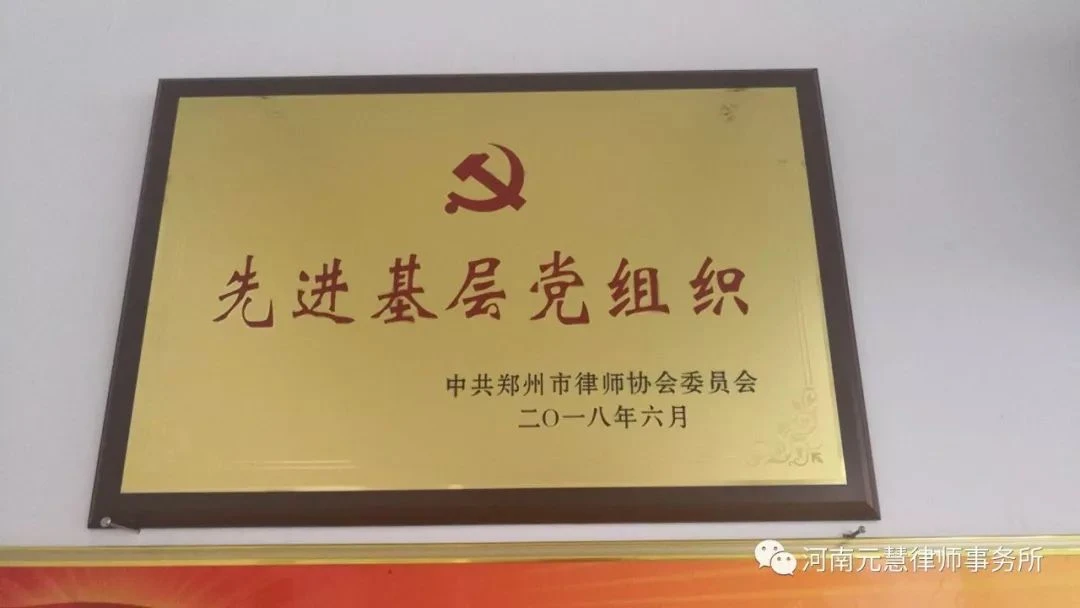 先进基层党组织
中共郑州市律师协会委员会
二〇一八年六月
河南元慧律师事务所